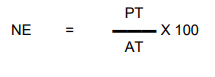 PT
NE = X 100
AT